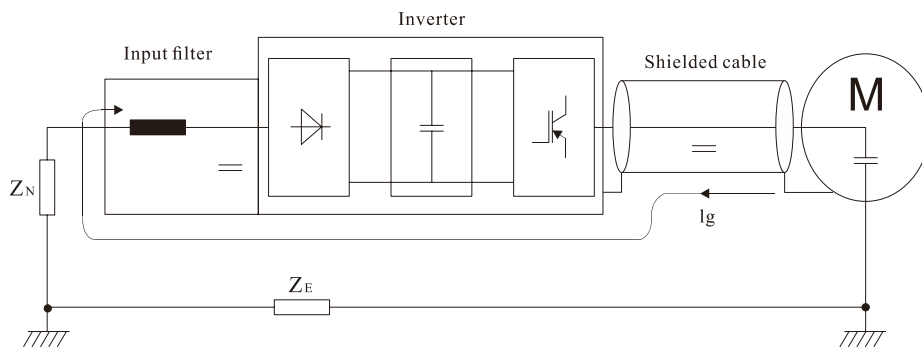 Inverter
Input filter
Shielded cable
M
ZN
Ig
ZE